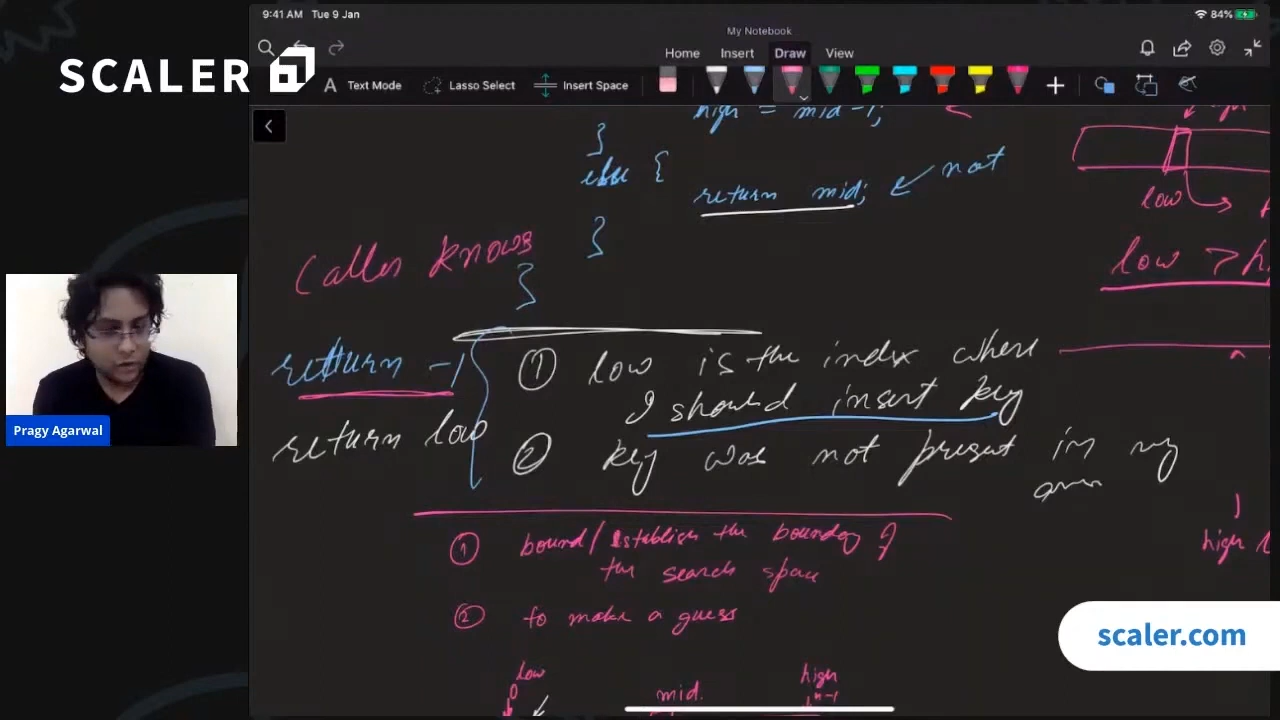 9:41 AM Tue 9 Jan
84%
My Notebook
SCALER
Home Insert Draw View
Text Mode Lasso Select Insert Space
high = mid-1;
}
else {
return mid; not
}
Caller knows
}
low
low > hi
return -1
① low is the index where
I should insert key
return low
② key was not present in my
Pragy Agarwal
① bound/establish the boundary of
the search space
high
② to make a guess
scaler.com
low high
0 mid. n-1